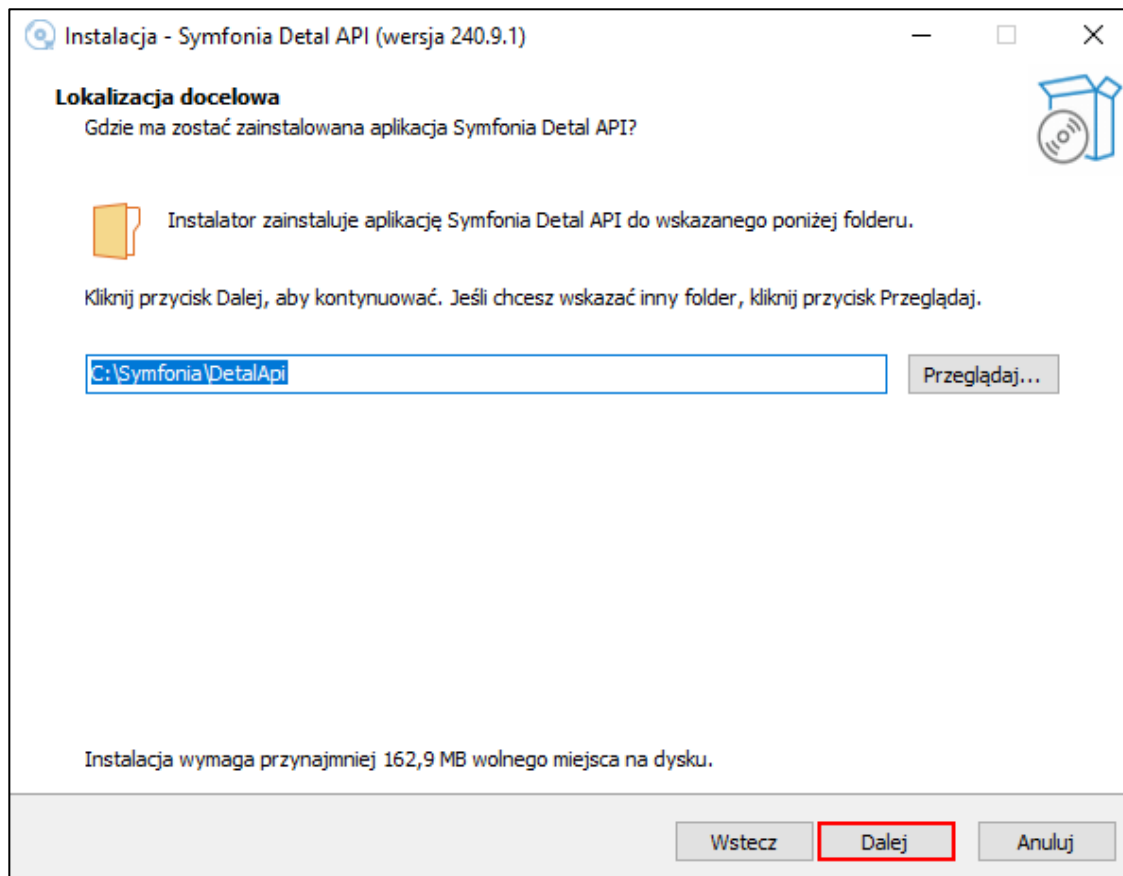 Instalacja - Symfonia Detal API (wersja 240.9.1)
Lokalizacja docelowa
Gdzie ma zostać zainstalowana aplikacja Symfonia Detal API?
Instalator zainstaluje aplikację Symfonia Detal API do wskazanego poniżej folderu.
Kliknij przycisk Dalej, aby kontynuować. Jeśli chcesz wskazać inny folder, kliknij przycisk Przeglądaj.
C:\Symfonia\DetalApi
Przeglądaj...
Instalacja wymaga przynajmniej 162,9 MB wolnego miejsca na dysku.
Wstecz
Dalej
Anuluj